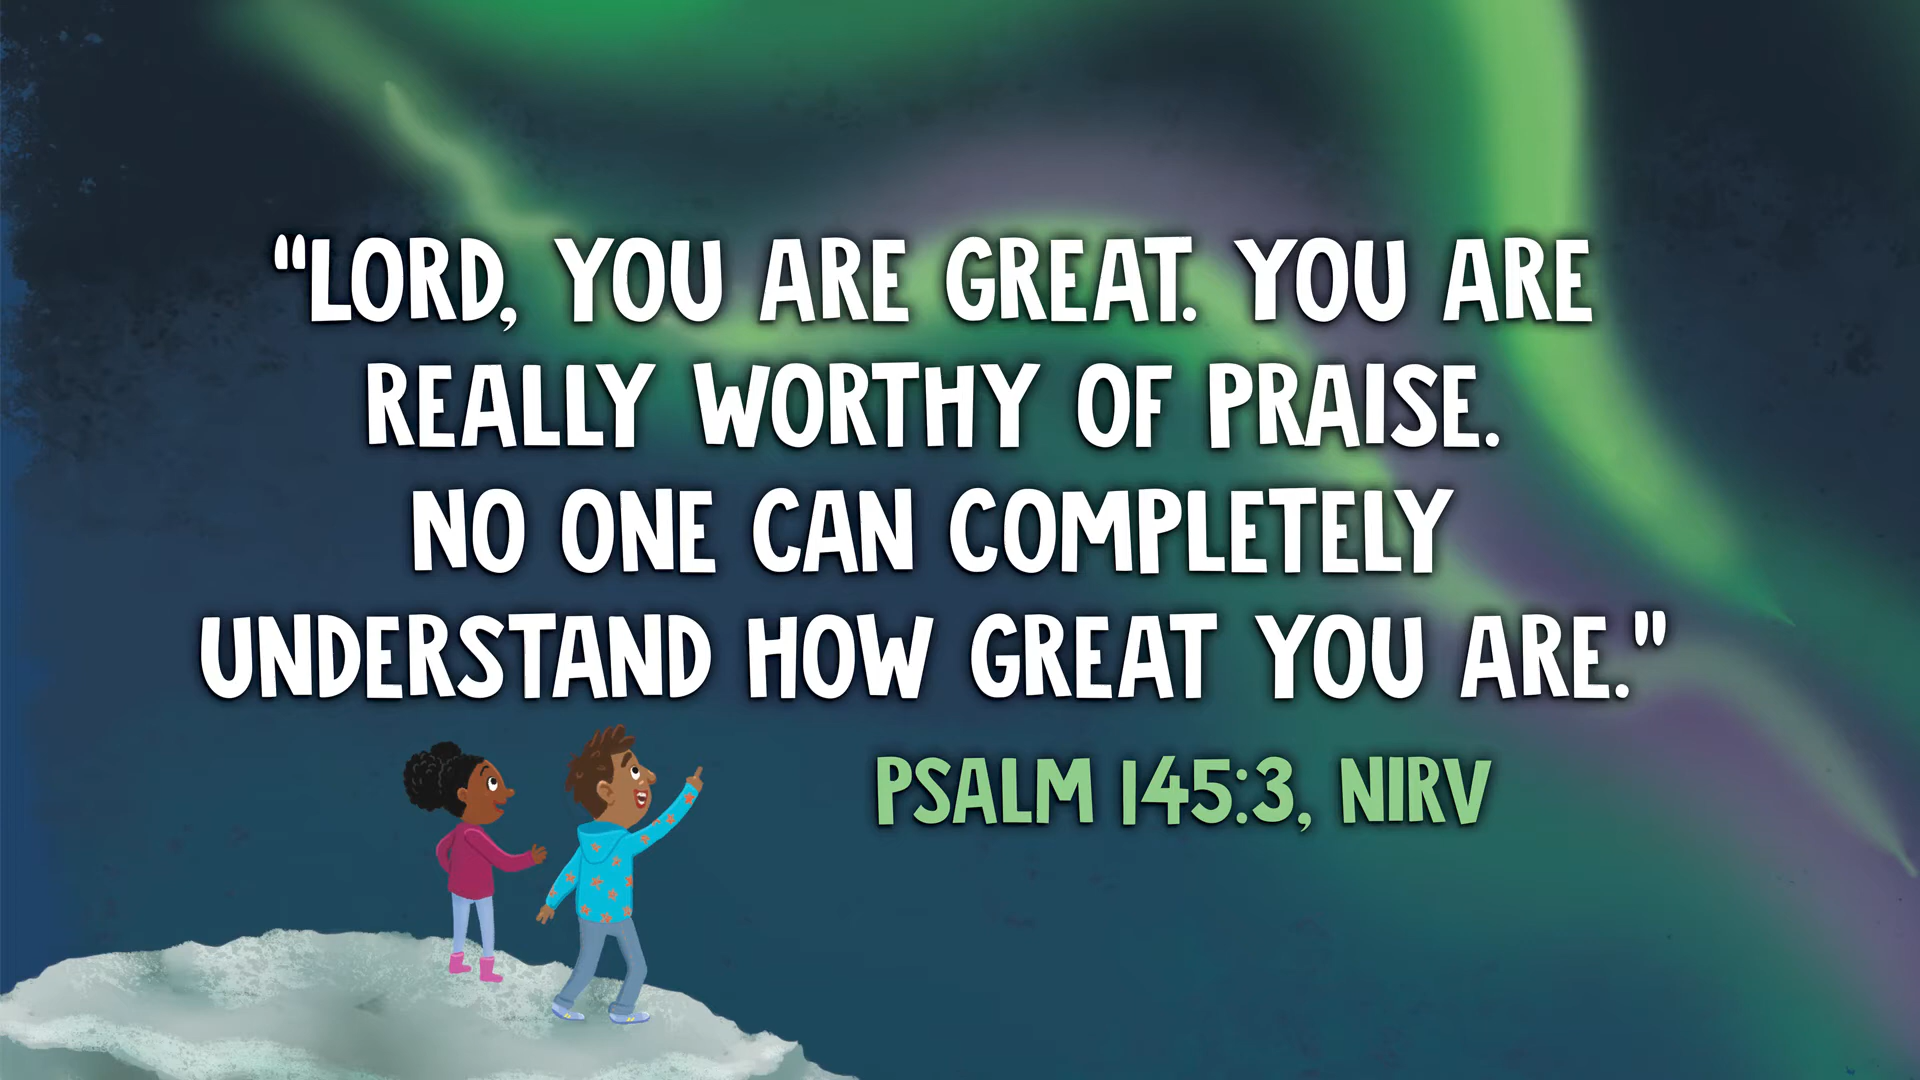 “LORD, YOU ARE GREAT. YOU ARE
REALLY WORTHY OF PRAISE.
NO ONE CAN COMPLETELY
UNDERSTAND HOW GREAT YOU ARE.”
PSALM 145:3, NIRV